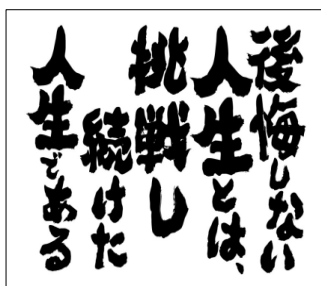 後悔しない
人生とは、
挑戦し
続けた
人生である